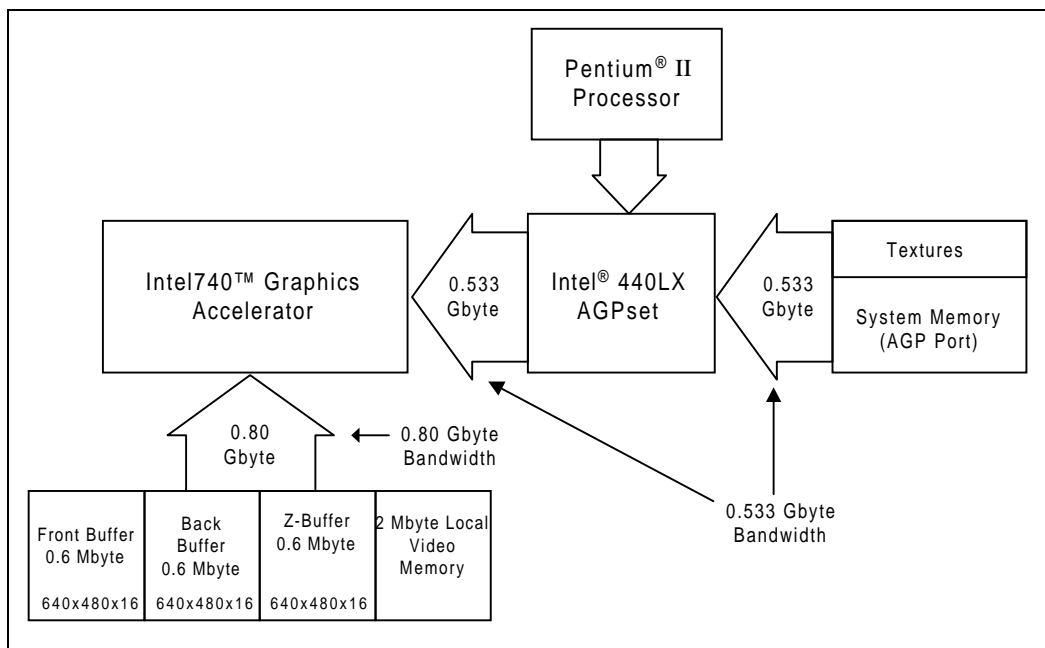 Pentium® II
Processor
Intel740™ Graphics
Accelerator
0.533
Gbyte
Intel® 440LX
AGPset
0.533
Gbyte
Textures
System Memory
(AGP Port)
0.80
Gbyte
0.80 Gbyte
Bandwidth
0.533 Gbyte
Bandwidth
Front Buffer
0.6 Mbyte
640x480x16
Back
Buffer
0.6 Mbyte
640x480x16
Z-Buffer
0.6 Mbyte
640x480x16
2 Mbyte Local
Video
Memory